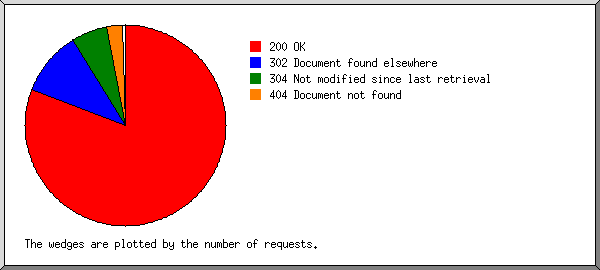 200 OK
302 Document found elsewhere
304 Not modified since last retrieval
404 Document not found
The wedges are plotted by the number of requests.